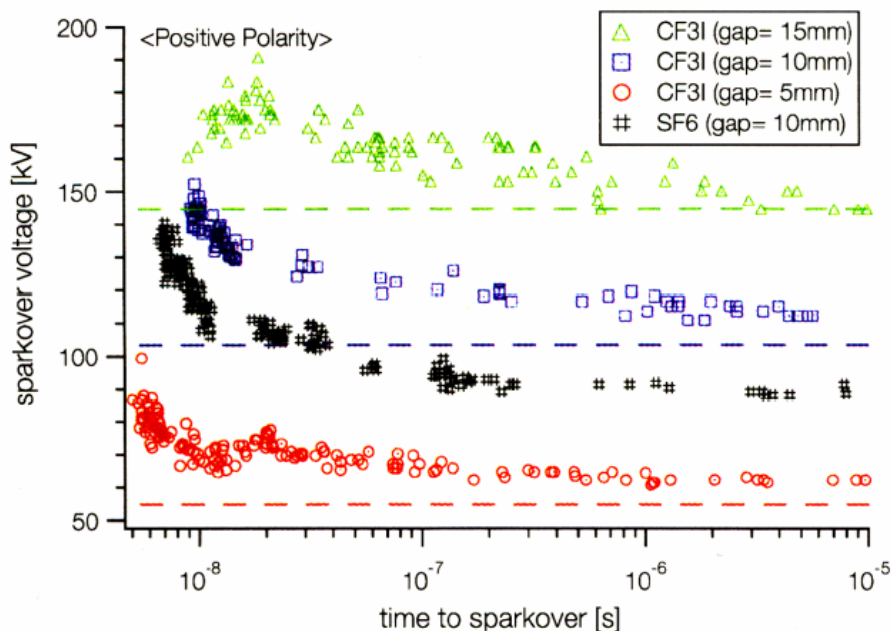 200
150
100
50
sparkover voltage [kV]
<Positive Polarity>
CF3I (gap= 15mm)
CF3I (gap= 10mm)
CF3I (gap= 5mm)
SF6 (gap= 10mm)
10-8
10-7
10-6
10-5
time to sparkover [s]